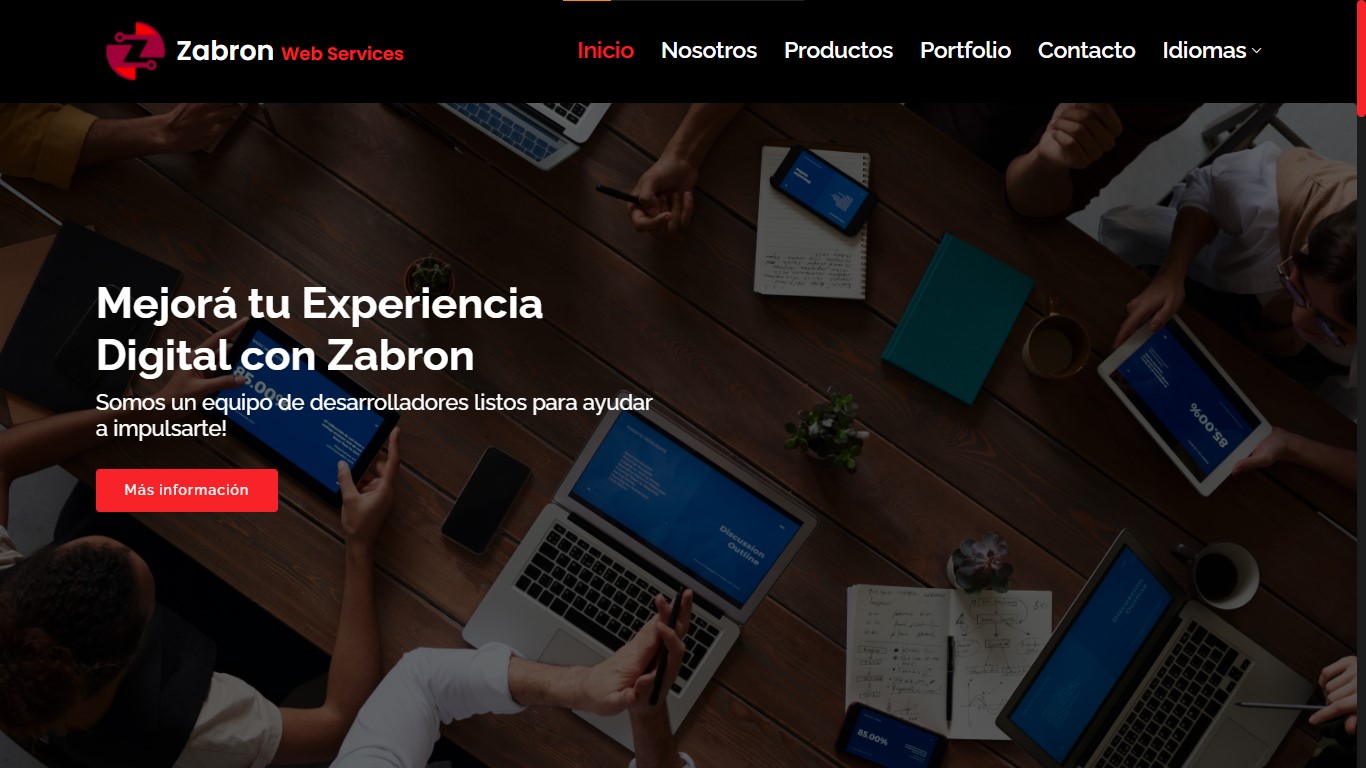 Zabron Web Services
Inicio Nosotros Productos Portfolio Contacto Idiomas
Mejorá tu Experiencia
Digital con Zabron
Somos un equipo de desarrolladores listos para ayudar
a impulsarte!
Más información
85.00%
Discussion
Outline
85.00%
85.00%